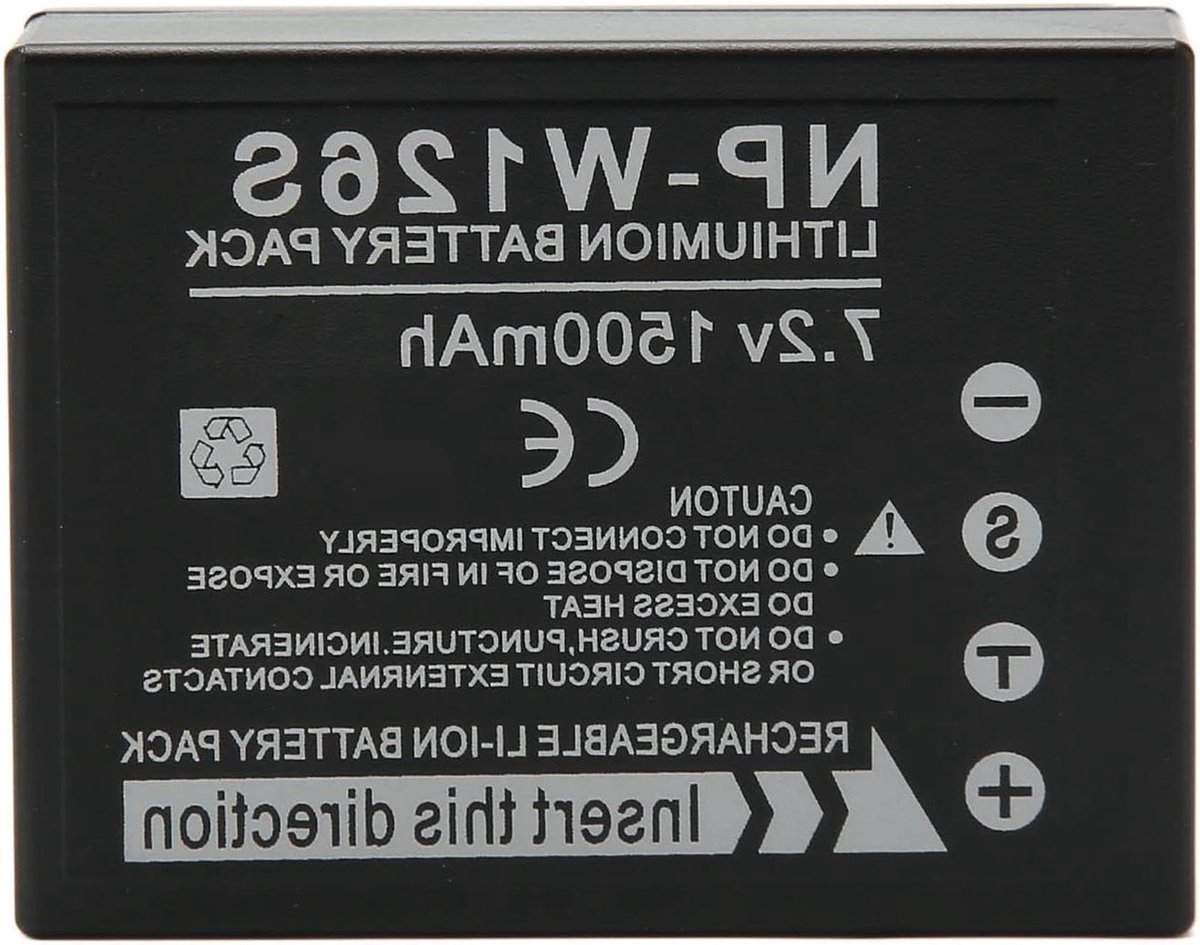 NP-W126S
LITHIUMION BATTERY PACK
7.2v 1500mAh
CE
CAUTION
• DO NOT CONNECT IMPROPERLY
• DO NOT DISPOSE OF IN FIRE OR EXPOSE
DO EXCESS HEAT
• DO NOT CRUSH,PUNCTURE.INCINERATE
OR SHORT CIRCUIT EXTENRNAL CONTACTS
RECHARGEABLE LI-ION BATTERY PACK
Insert this direction
−
S
T
+